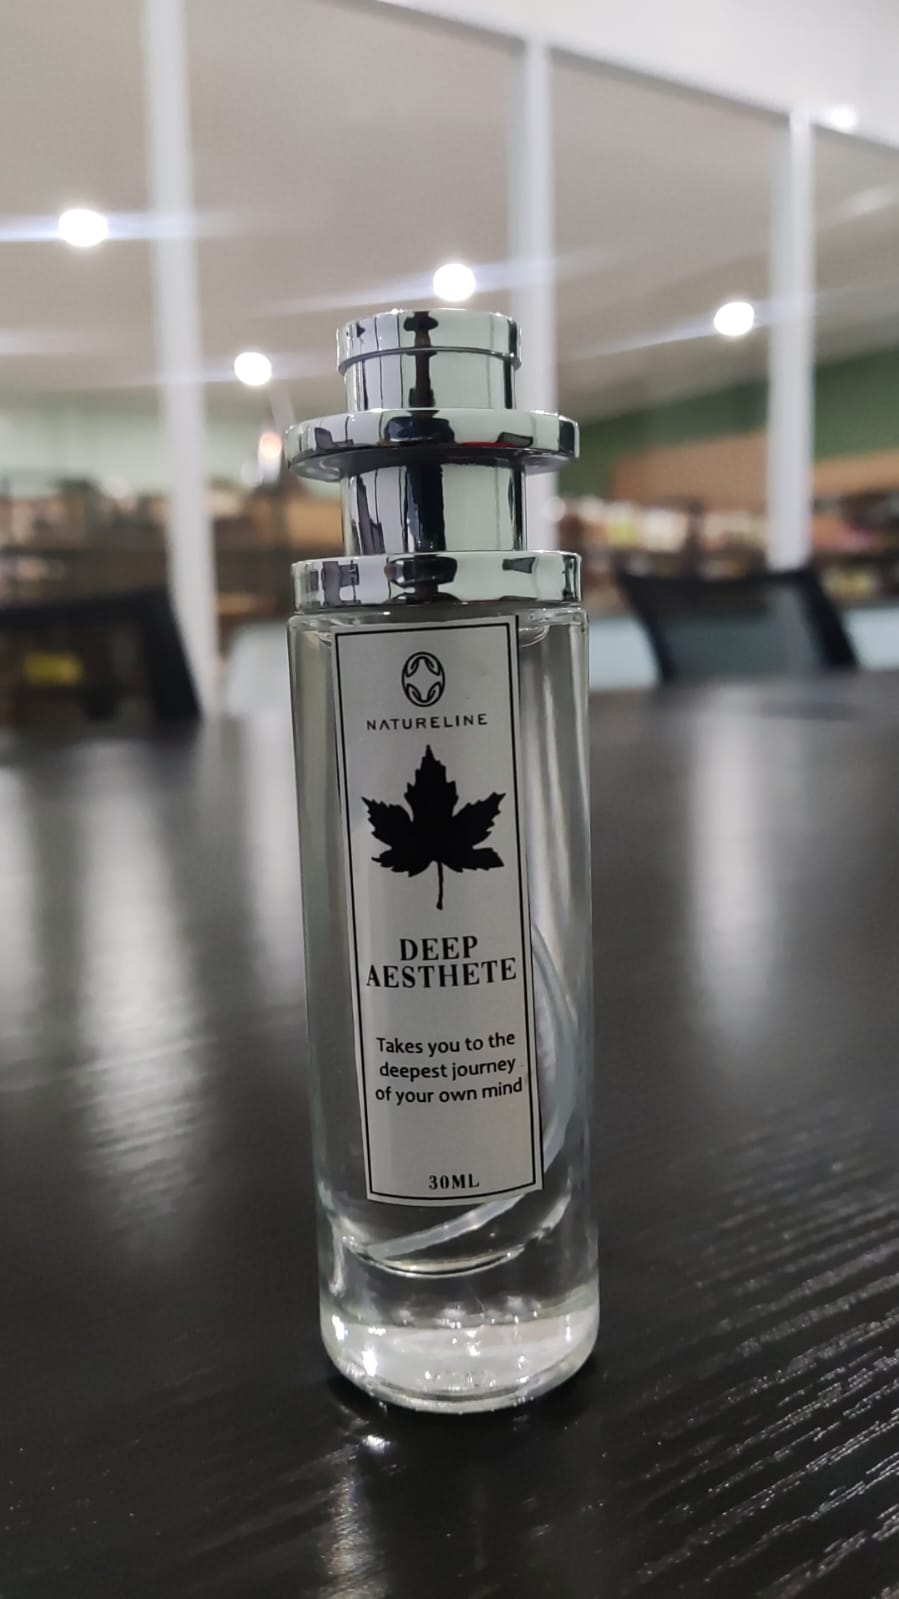 NATURELINE
DEEP
AESTHETE
Takes you to the
deepest journey
of your own mind
30ML